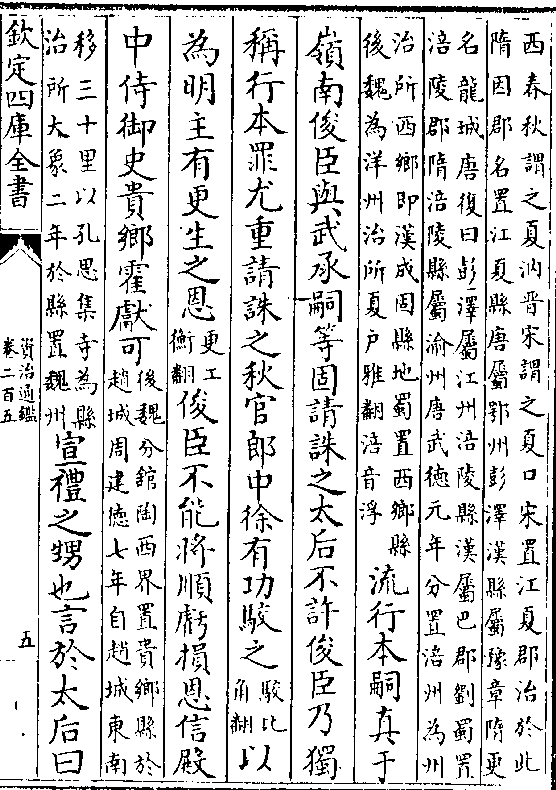 西春秋謂之夏汭晉宋謂之夏口宋置江夏郡治於此
隋因郡名置江夏縣唐屬鄂州彭澤漢縣屬豫章隋更
名龍城唐復曰彭澤屬江州涪陵縣漢屬巴郡劉蜀置
涪陵郡隋涪陵縣屬渝州唐武德元年分置涪州為州
治所西鄉即漢成固縣地蜀置西鄉縣
後魏為洋州治所夏戶雅翻涪音浮
流行本嗣真于
嶺南俊臣與武承嗣等固請誅之太后不許俊臣乃獨
稱行本罪尤重請誅之秋官郎中徐有功駮之
駮比
角翻
以
為明主有更生之恩
更工
衡翻
俊臣不能將順虧損恩信殿
中侍御史貴鄉霍獻可
後魏分舘陶西界置貴鄉縣於
趙城周建德七年自趙城東南
移三十里以孔思集寺為縣
治所大象二年於縣置魏州
宣禮之甥也言於太后曰
欽定四庫全書
資治通鑑
卷二百五
五